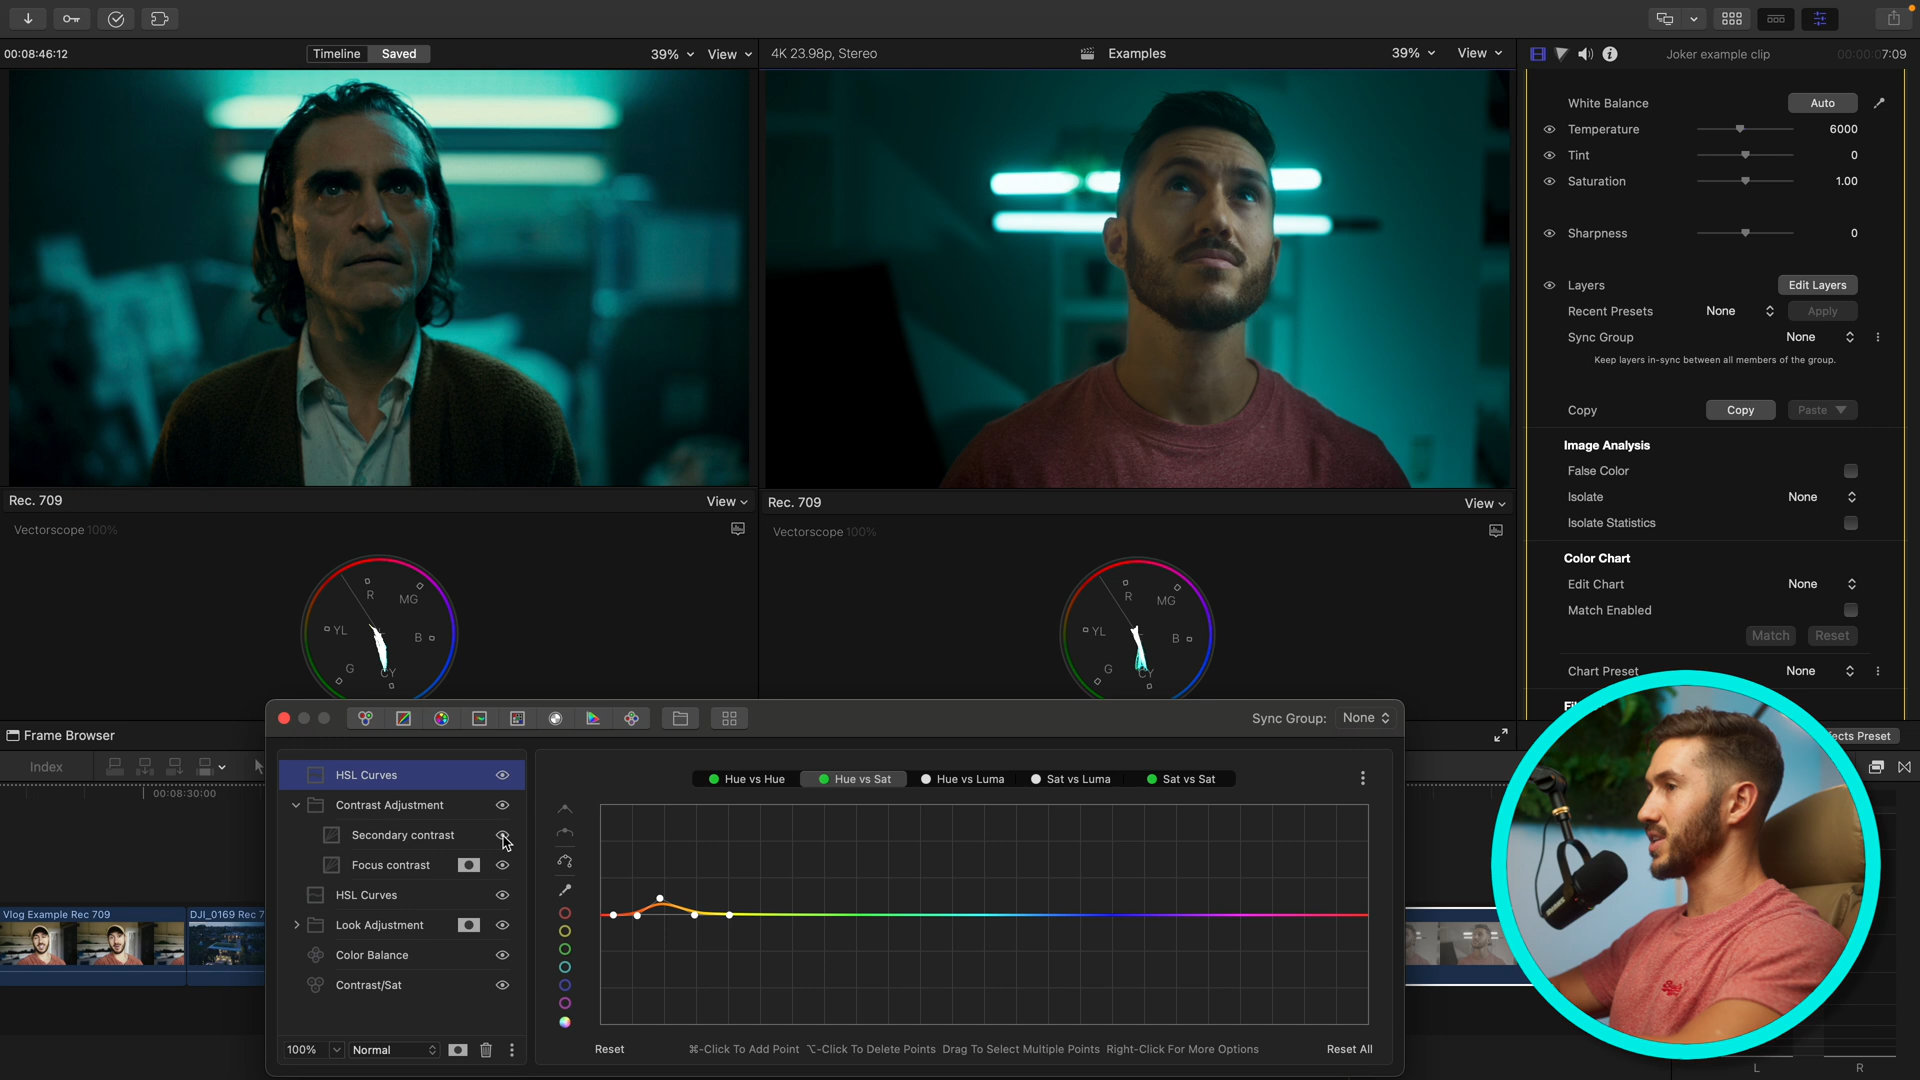 00:08:46:12
Timeline
Saved
39%
View
4K 23.98p, Stereo
Examples
39%
View
Joker example clip
00:00:07:09
White Balance
Auto
Temperature
6000
Tint
0
Saturation
1.00
Sharpness
0
Layers
Edit Layers
Recent Presets
None
Apply
Sync Group
None
Keep layers in-sync between all members of the group.
Copy
Copy
Paste
Image Analysis
False Color
Isolate
None
Isolate Statistics
Color Chart
Edit Chart
None
Match Enabled
Match
Reset
Chart Preset
None
Rec. 709
View
Vectorscope 100%
R
MG
YL
B
G
CY
Rec. 709
View
Vectorscope 100%
R
MG
YL
B
G
CY
Frame Browser
Index
00:08:30:00
Vlog Example Rec 709
DJI_0169 Rec 7
Sync Group:
None
HSL Curves
Contrast Adjustment
Secondary contrast
Focus contrast
HSL Curves
Look Adjustment
Color Balance
Contrast/Sat
100%
Normal
Hue vs Hue
Hue vs Sat
Hue vs Luma
Sat vs Luma
Sat vs Sat
Reset
⌘-Click To Add Point
⌥-Click To Delete Points
Drag To Select Multiple Points
Right-Click For More Options
Reset All
fects Preset
L
R